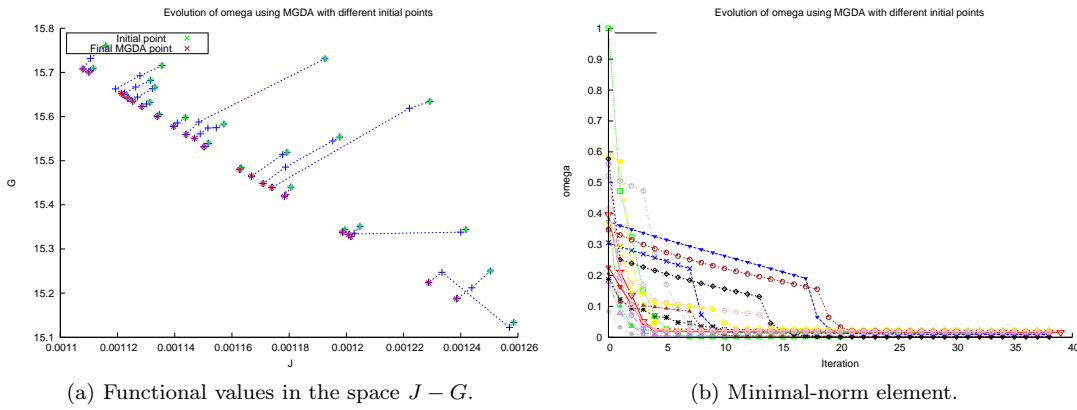 Evolution of omega using MGDA with different initial points
15.8
15.7
15.6
15.5
15.4
15.3
15.2
15.1
G
Initial point
Final MGDA point
0.0011 0.00112 0.00114 0.00116 0.00118 0.0012 0.00122 0.00124 0.00126
J
(a) Functional values in the space J − G.
Evolution of omega using MGDA with different initial points
1
0.9
0.8
0.7
0.6
0.5
0.4
0.3
0.2
0.1
0
omega
0 5 10 15 20 25 30 35 40
Iteration
(b) Minimal-norm element.